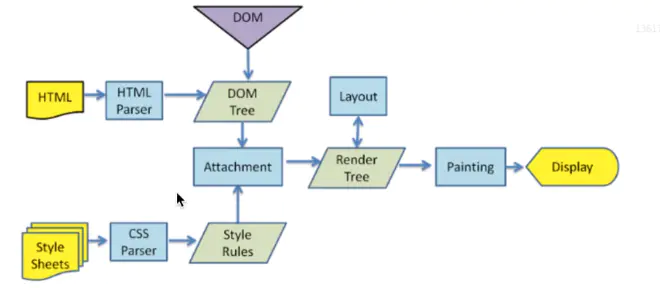 DOM
HTML
HTML
Parser
DOM
Tree
Layout
Attachment
Render
Tree
Painting
Display
Style
Sheets
CSS
Parser
Style
Rules